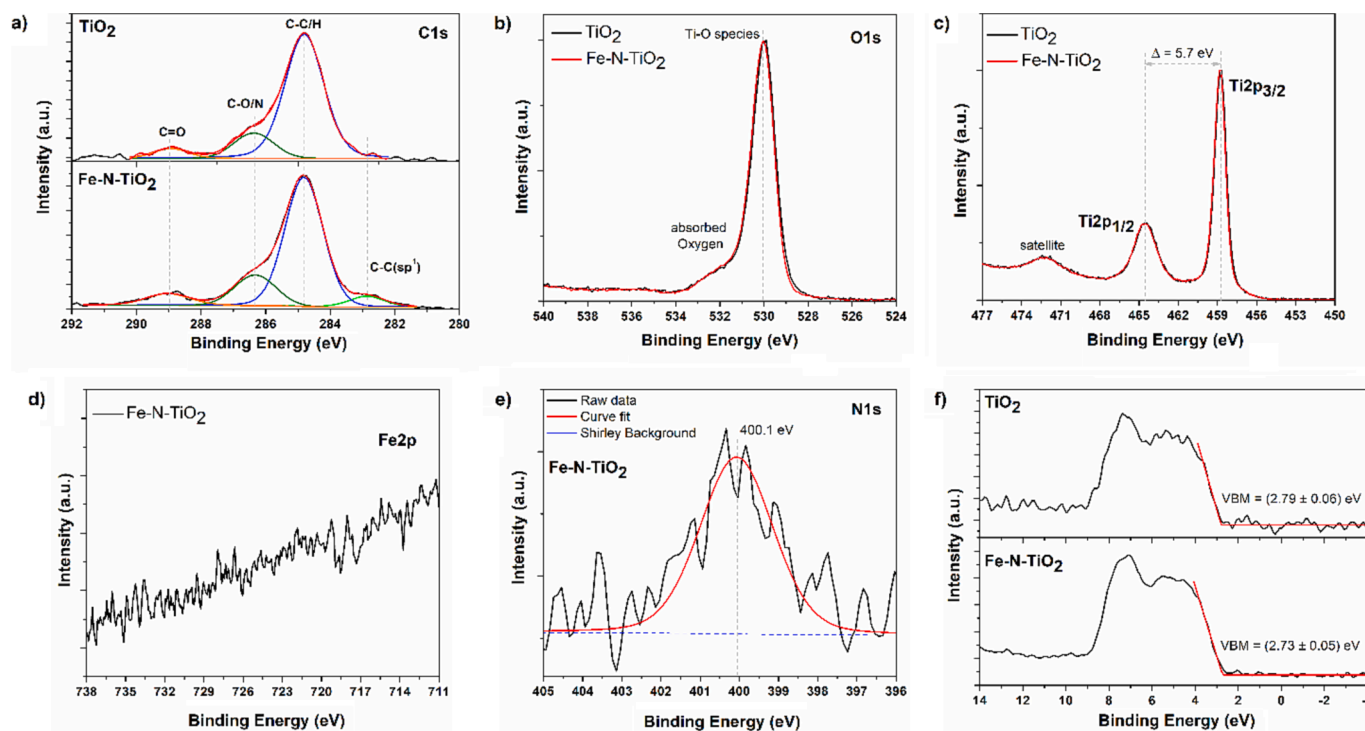 a)
TiO2
C-C/H
C1s
C-O/N
C=O
Fe-N-TiO2
C-C(sp1)
Intensity (a.u.)
292 290 288 286 284 282 280
Binding Energy (eV)
b)
Ti-O species
TiO2
Fe-N-TiO2
O1s
absorbed
Oxygen
Intensity (a.u.)
540 538 536 534 532 530 528 526 524
Binding Energy (eV)
c)
TiO2
Fe-N-TiO2
Δ = 5.7 eV
Ti2p3/2
Ti2p1/2
satellite
Intensity (a.u.)
477 474 471 468 465 462 459 456 453 450
Binding Energy (eV)
d)
Fe-N-TiO2
Fe2p
Intensity (a.u.)
738 735 732 729 726 723 720 717 714 711
Binding Energy (eV)
e)
Raw data
Curve fit
Shirley Background
N1s
400.1 eV
Fe-N-TiO2
Intensity (a.u.)
405 404 403 402 401 400 399 398 397 396
Binding Energy (eV)
f)
TiO2
VBM = (2.79 ± 0.06) eV
Fe-N-TiO2
VBM = (2.73 ± 0.05) eV
Intensity (a.u.)
Intensity (a.u.)
14 12 10 8 6 4 2 0 -2
Binding Energy (eV)